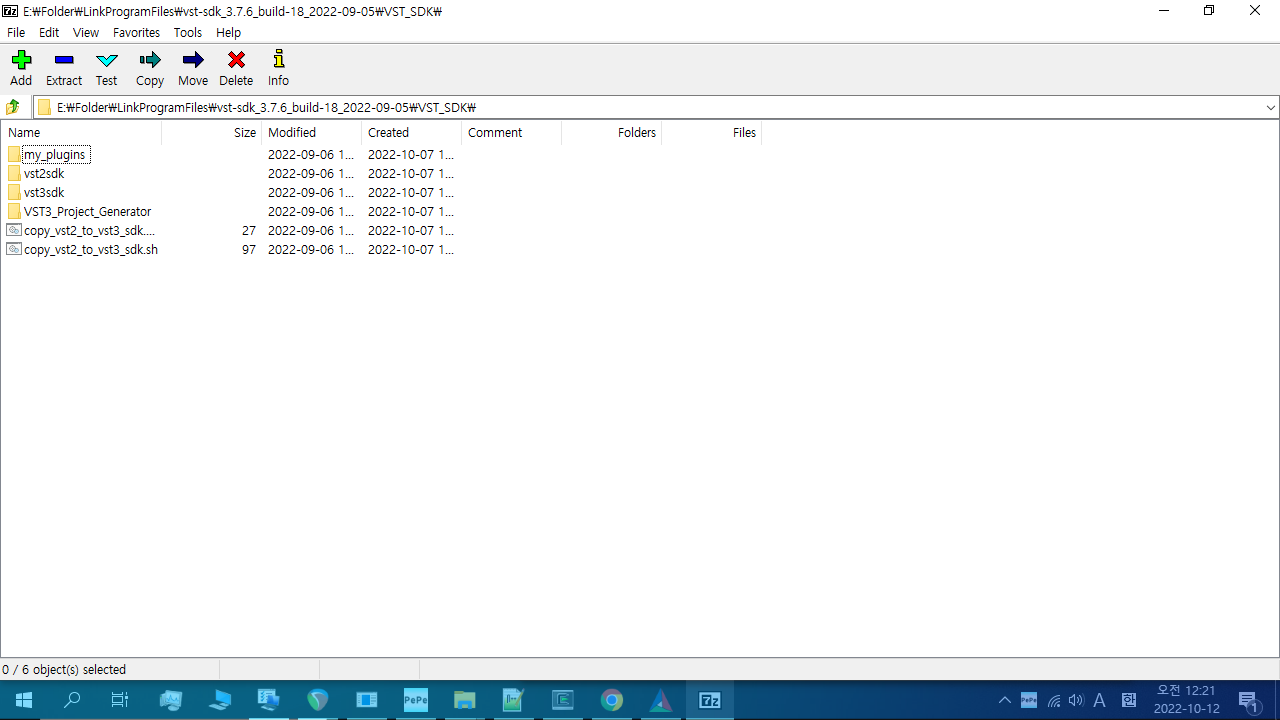 7z E:\Folder\LinkProgramFiles\vst-sdk_3.7.6_build-18_2022-09-05\VST_SDK\
File Edit View Favorites Tools Help
Add Extract Test Copy Move Delete Info
E:₩Folder₩LinkProgramFiles₩vst-sdk_3.7.6_build-18_2022-09-05₩VST_SDK₩
Name Size Modified Created Comment Folders Files
my_plugins 2022-09-06 1... 2022-10-07 1...
vst2sdk 2022-09-06 1... 2022-10-07 1...
vst3sdk 2022-09-06 1... 2022-10-07 1...
VST3_Project_Generator 2022-09-06 1... 2022-10-07 1...
copy_vst2_to_vst3_sdk.... 27 2022-09-06 1... 2022-10-07 1...
copy_vst2_to_vst3_sdk.sh 97 2022-09-06 1... 2022-10-07 1...
0 / 6 object(s) selected
PePe 7z PePe A 한 오전 12:21 1
2022-10-12